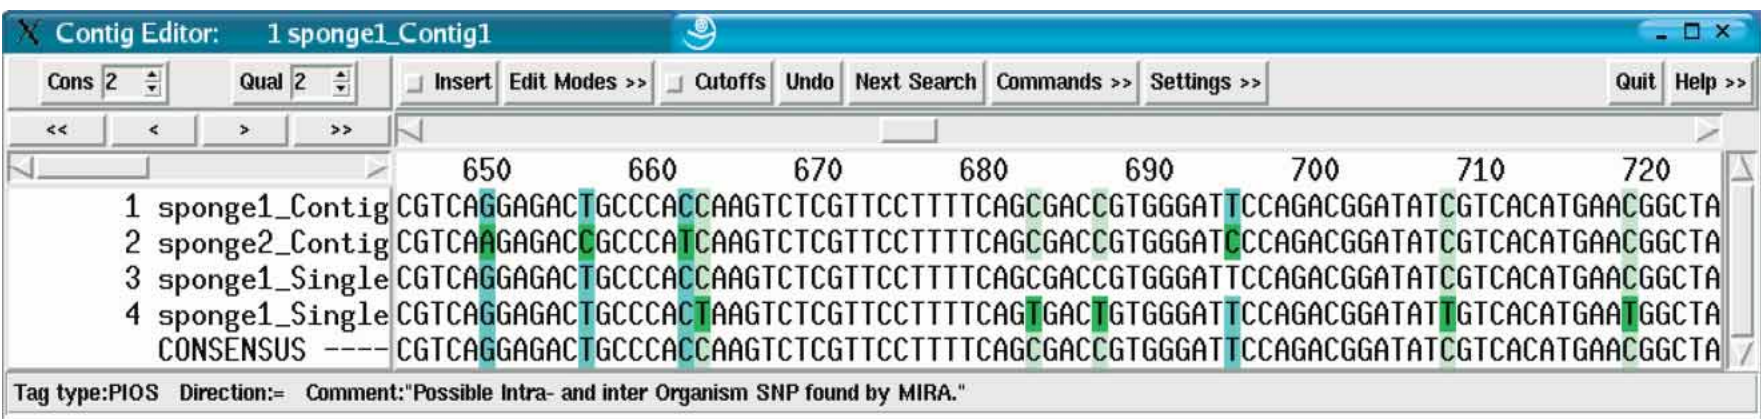 Contig Editor: 1 sponge1_Contig1
Cons 2 Qual 2 Insert Edit Modes >> Cutoffs Undo Next Search Commands >> Settings >> Quit Help >>
<< < > >>
650 660 670 680 690 700 710 720
1 sponge1_Contig CGTCAGGAGACTGCCCACCAAGTCTCGTTCCTTTTCAGCGACCGTGGGATTCCAGACGGATATCGTCACATGAACGGCTA
2 sponge2_Contig CGTCAAGAGACCGCCCATCAAGTCTCGTTCCTTTTCAGCGACCGTGGGATCCCAGACGGATATCGTCACATGAACGGCTA
3 sponge1_Single CGTCAGGAGACTGCCCACCAAGTCTCGTTCCTTTTCAGCGACCGTGGGATTCCAGACGGATATCGTCACATGAACGGCTA
4 sponge1_Single CGTCAGGAGACTGCCCACTAAGTCTCGTTCCTTTTCAGTGACTGTGGGATTCCAGACGGATATTGTCACATGAATGGCTA
CONSENSUS ---- CGTCAGGAGACTGCCCACCAAGTCTCGTTCCTTTTCAGCGACCGTGGGATTCCAGACGGATATCGTCACATGAACGGCTA
Tag type:PIOS Direction:= Comment:"Possible Intra- and inter Organism SNP found by MIRA."